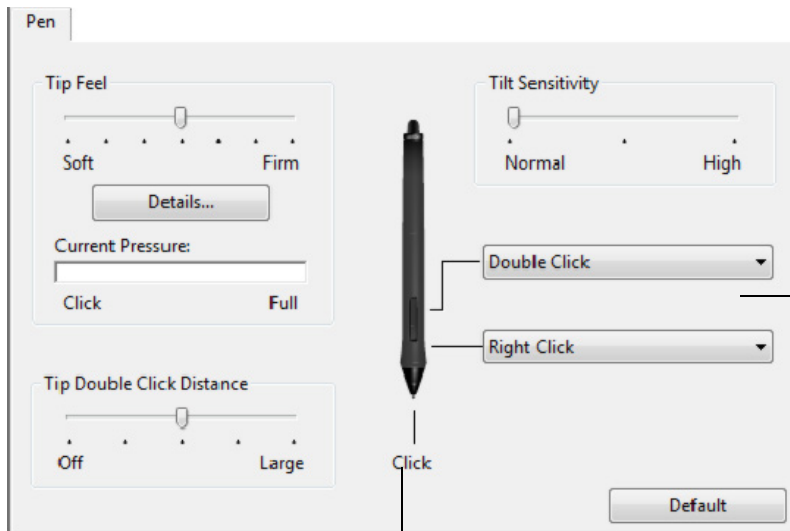 Pen
Tip Feel
Soft Firm
Details...
Current Pressure:
Click Full
Tip Double Click Distance
Off Large
Click
Tilt Sensitivity
Normal High
Double Click
Right Click
Default